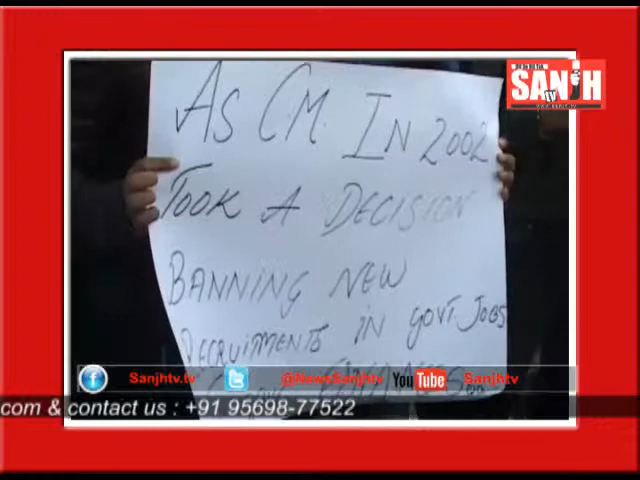 SANJH
TV
AS CM IN 2002
TOOK A DECISION
BANNING NEW
RECRUITMENTS IN GOVT. JOBS
Sanjhtv.tv @NewsSanjhtv YouTube Sanjhtv
com & contact us : +91 95698-77522